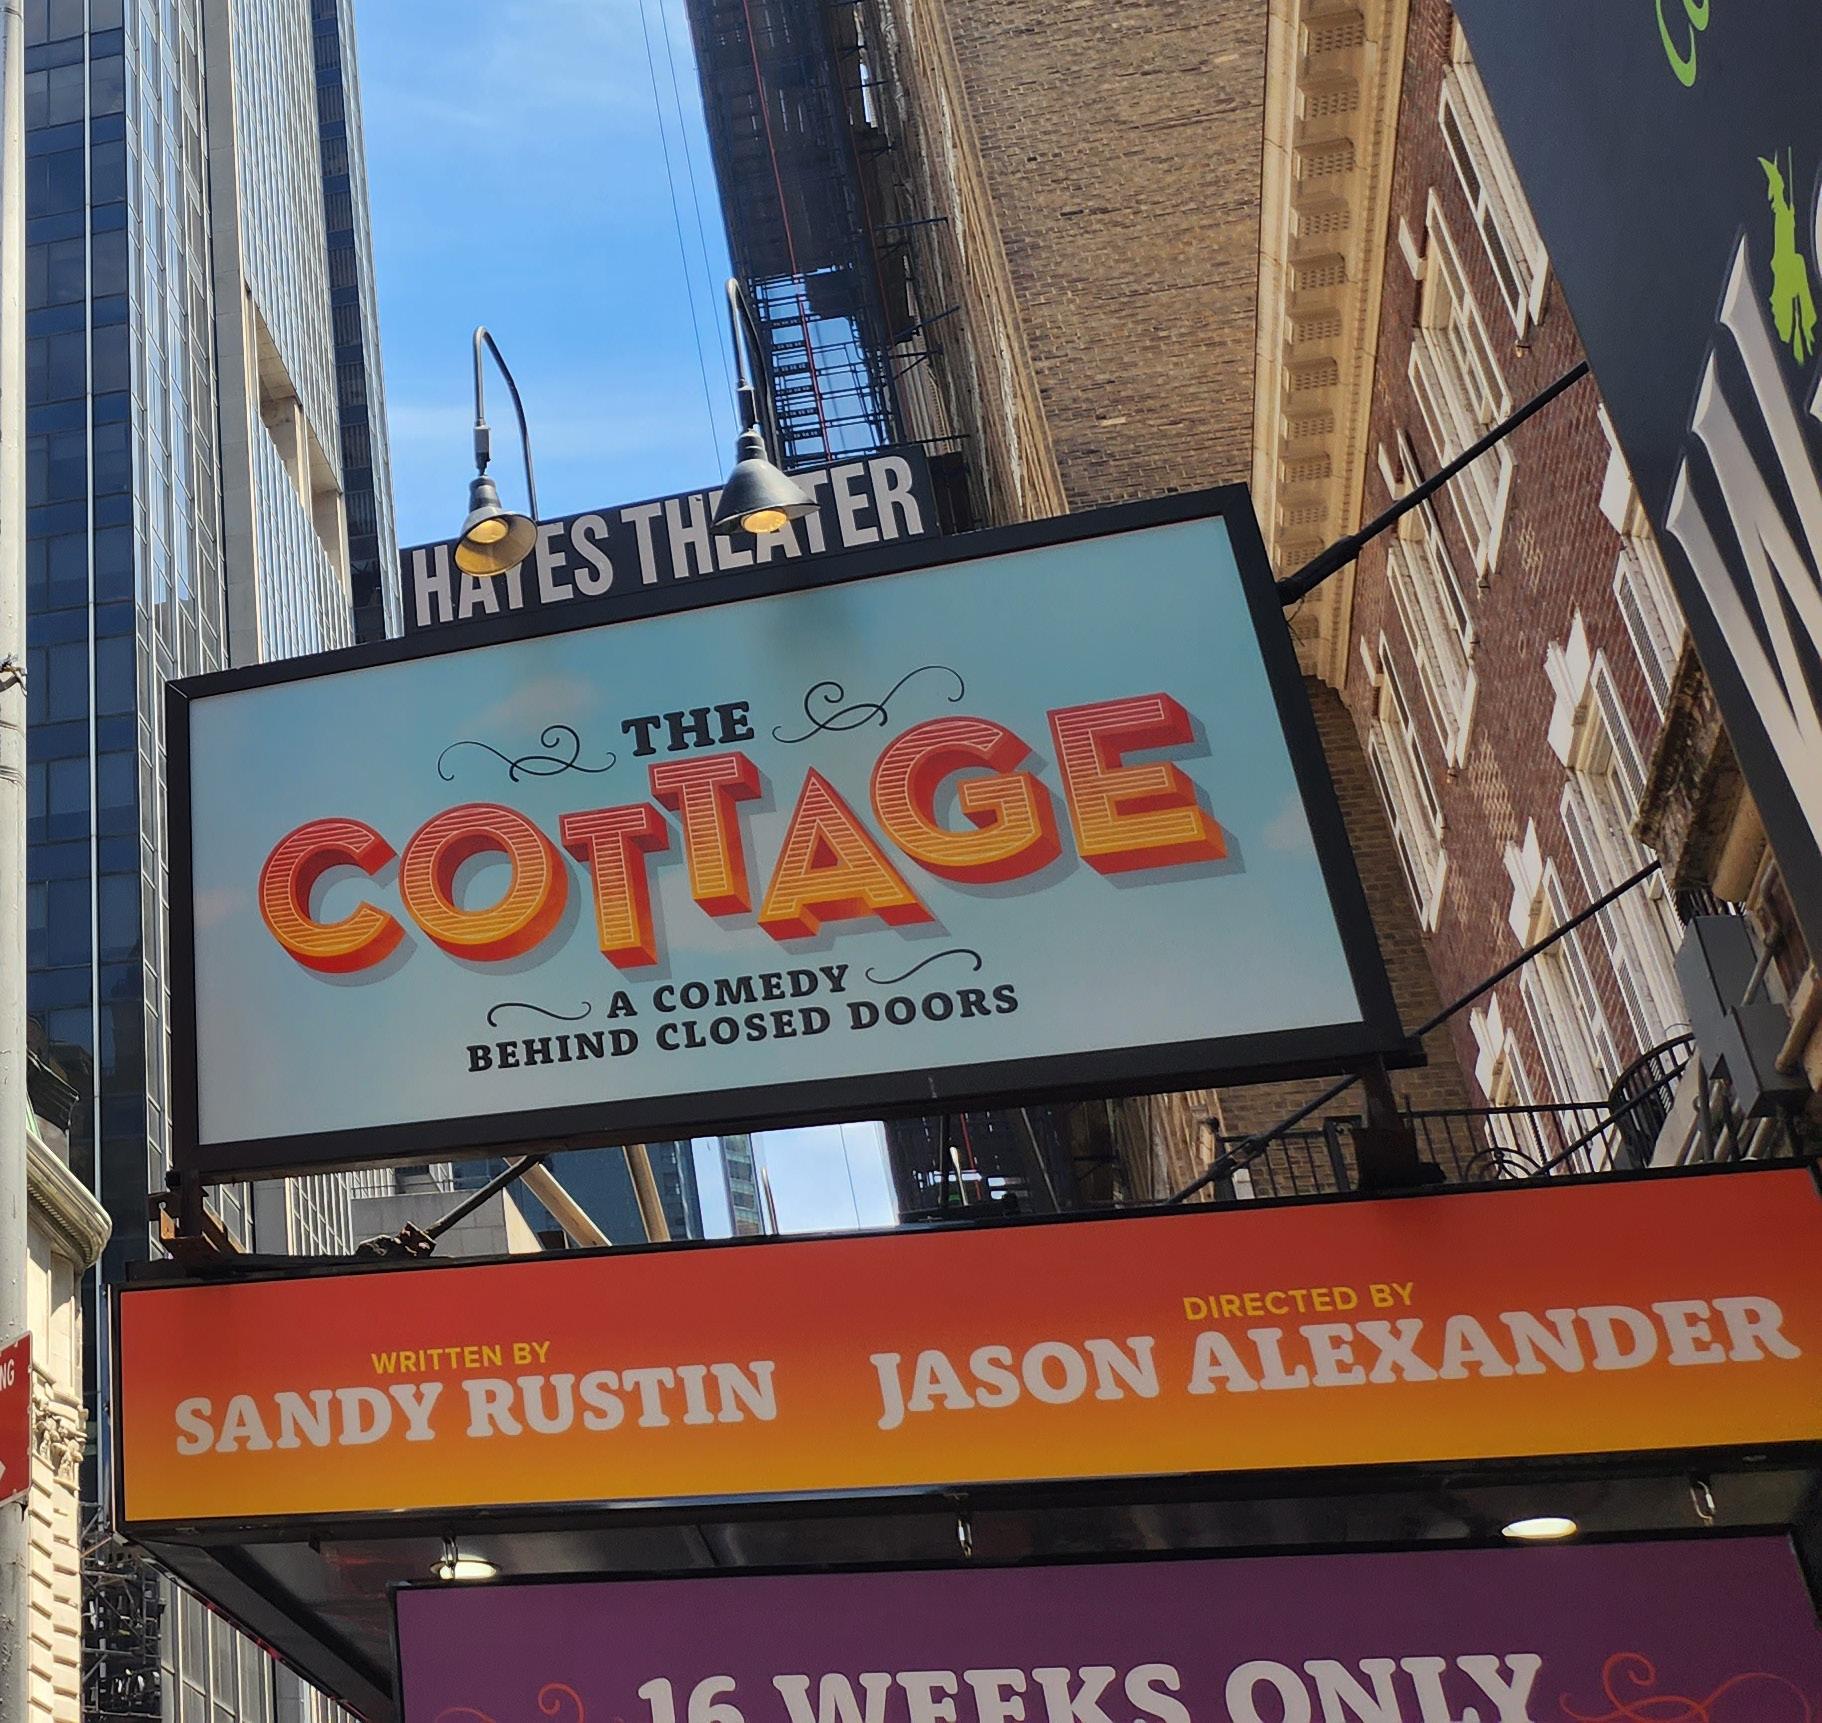 HAYES THEATER
THE
COTTAGE
A COMEDY
BEHIND CLOSED DOORS
WRITTEN BY
SANDY RUSTIN
DIRECTED BY
JASON ALEXANDER
16 WEEKS ONLY